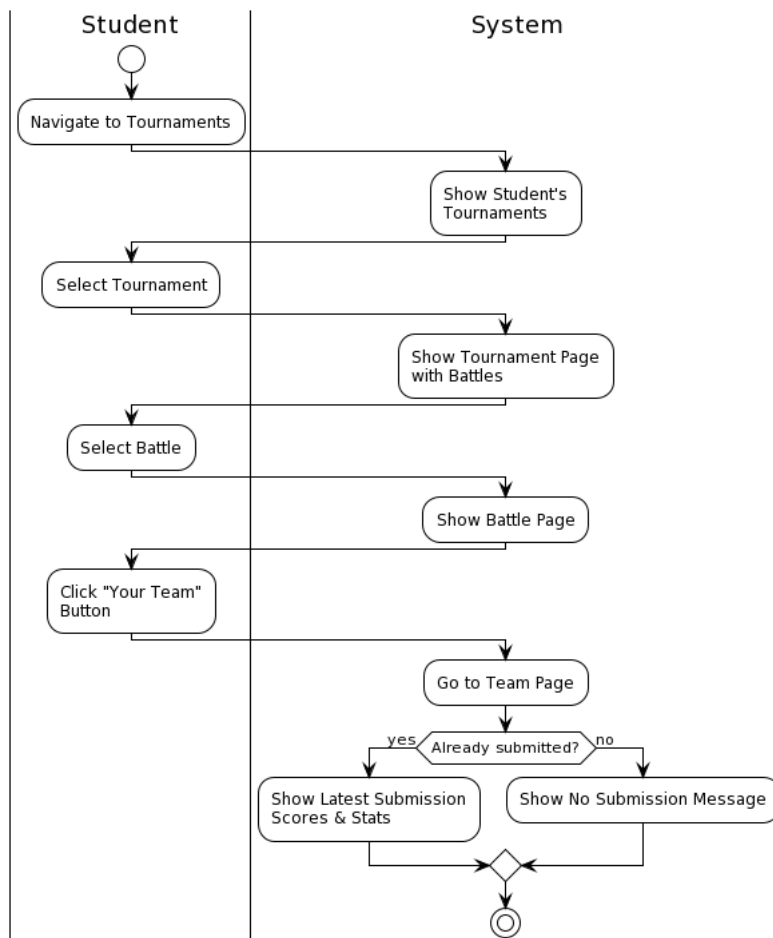 Student
System
Navigate to Tournaments
Show Student's
Tournaments
Select Tournament
Show Tournament Page
with Battles
Select Battle
Show Battle Page
Click "Your Team"
Button
Go to Team Page
yes
Already submitted?
no
Show Latest Submission
Scores & Stats
Show No Submission Message